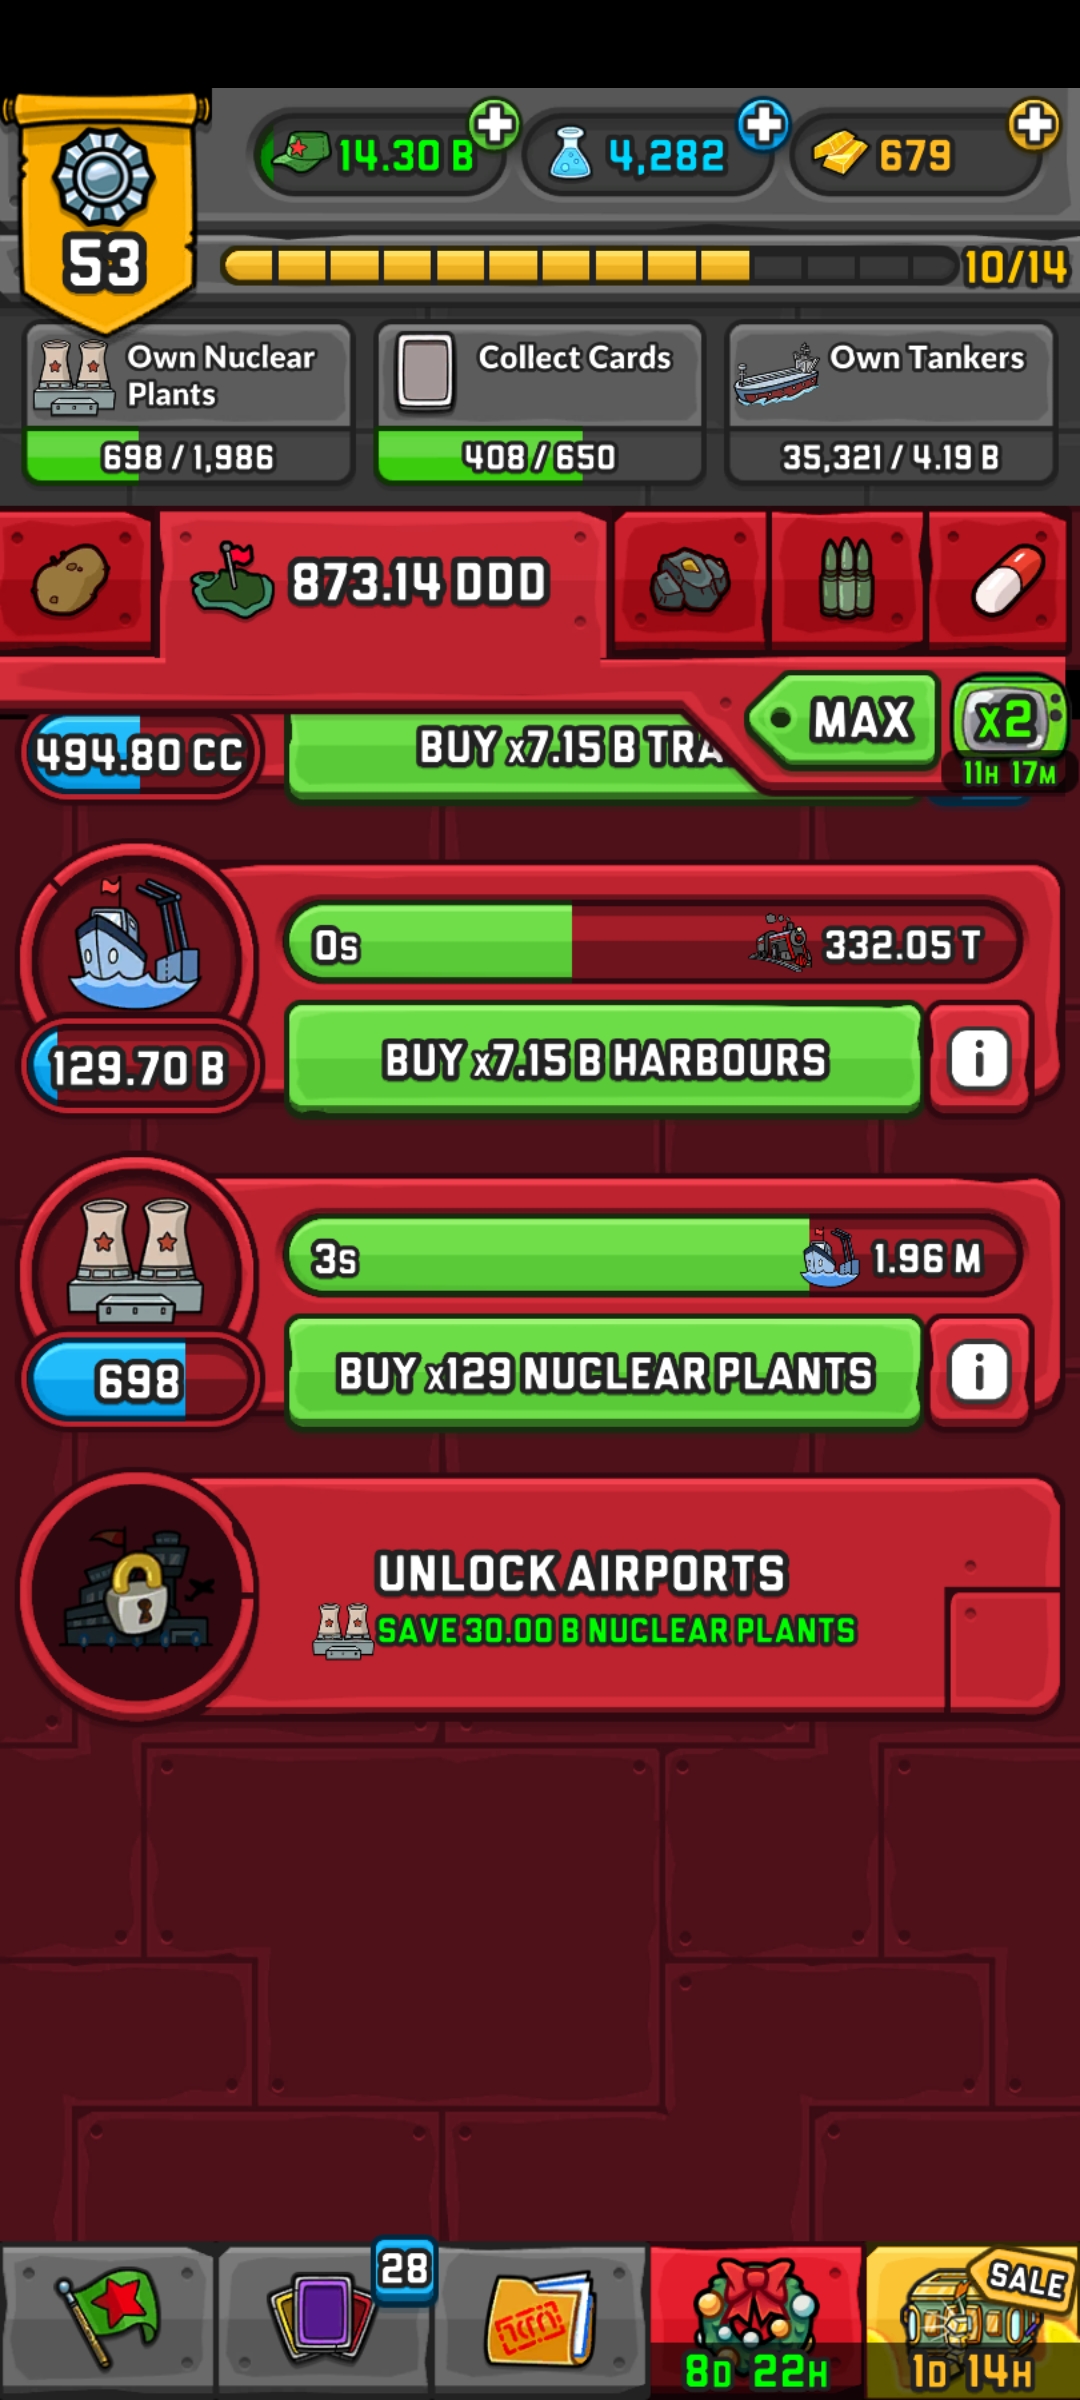 14.30 B
4,282
679
53
10/14
Own Nuclear
Plants
Collect Cards
Own Tankers
698 / 1,986
408 / 650
35,321 / 4.19 B
873.14 DDD
MAX
x2
11H 17M
494.80 CC
BUY x7.15 B TRA
0s
332.05 T
129.70 B
BUY x7.15 B HARBOURS
i
3s
1.96 M
698
BUY x129 NUCLEAR PLANTS
i
UNLOCK AIRPORTS
SAVE 30.00 B NUCLEAR PLANTS
28
SALE
8D 22H
1D 14H